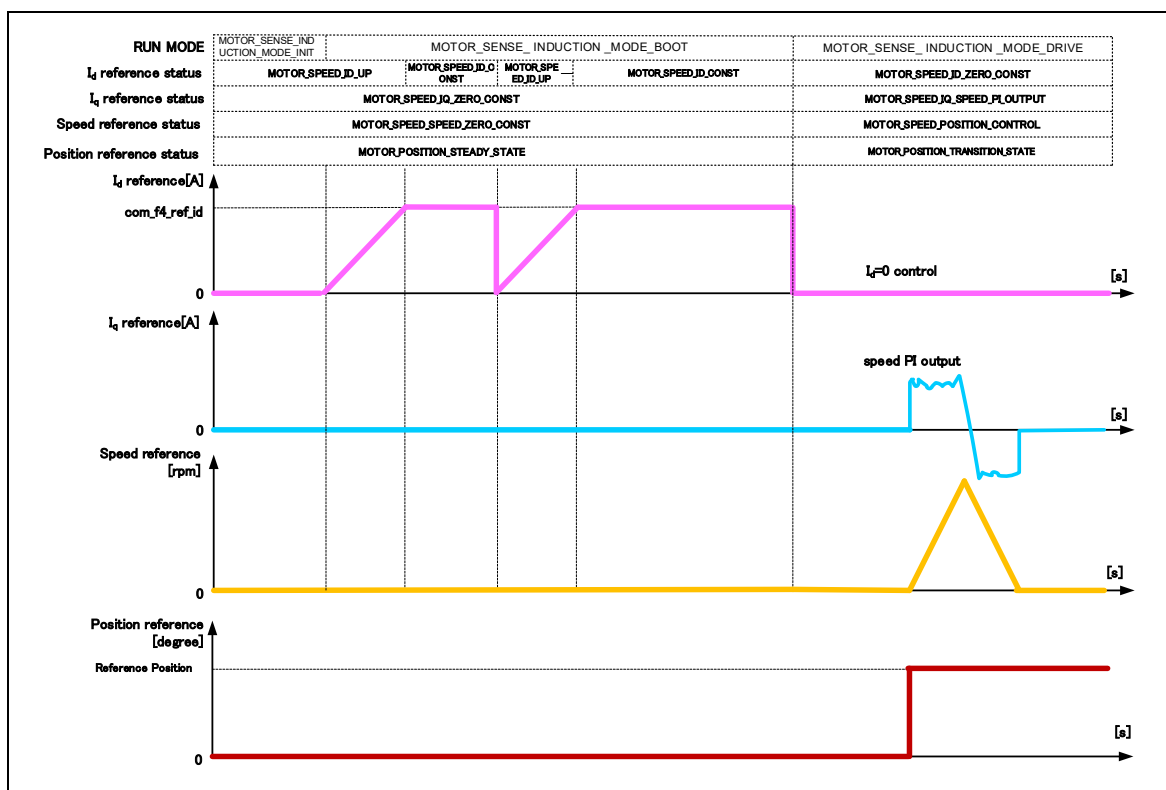 RUN MODE
MOTOR_SENSE_IND
UCTION_MODE_INIT
MOTOR_SENSE_ INDUCTION _MODE_BOOT
MOTOR_SENSE_ INDUCTION _MODE_DRIVE
Id reference status
MOTOR_SPEED_ID_UP
MOTOR_SPEED_ID_C
ONST
MOTOR_SPE
ED_ID_UP
MOTOR_SPEED_ID_CONST
MOTOR_SPEED_ID_ZERO_CONST
Iq reference status
MOTOR_SPEED_IQ_ZERO_CONST
MOTOR_SPEED_IQ_SPEED_PI_OUTPUT
Speed reference status
MOTOR_SPEED_SPEED_ZERO_CONST
MOTOR_SPEED_POSITION_CONTROL
Position reference status
MOTOR_POSITION_STEADY_STATE
MOTOR_POSITION_TRANSITION_STATE
Id reference[A]
com_f4_ref_id
Id=0 control
[s]
0
Iq reference[A]
speed PI output
[s]
0
Speed reference
[rpm]
[s]
0
Position reference
[degree]
Reference Position
[s]
0